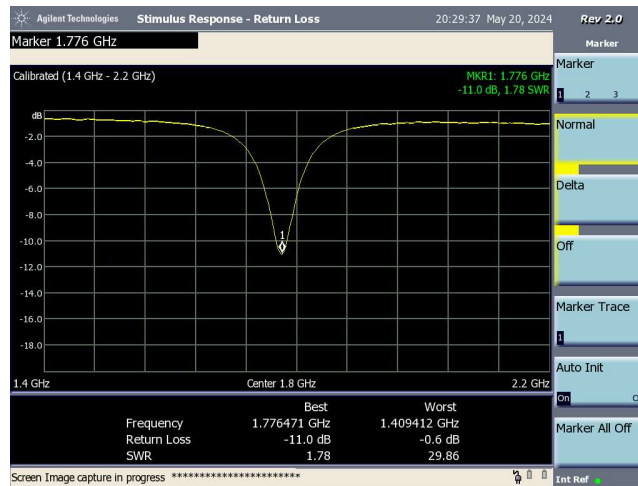 Agilent Technologies Stimulus Response - Return Loss 20:29:37 May 20, 2024 Rev 2.0
Marker 1.776 GHz
Marker
Calibrated (1.4 GHz - 2.2 GHz)
MKR1: 1.776 GHz
-11.0 dB, 1.78 SWR
dB
-2.0
-4.0
-6.0
-8.0
-10.0
-12.0
-14.0
-16.0
-18.0
1
1.4 GHz Center 1.8 GHz 2.2 GHz
Best Worst
Frequency 1.776471 GHz 1.409412 GHz
Return Loss -11.0 dB -0.6 dB
SWR 1.78 29.86
Screen Image capture in progress ***********************
Marker
1 2 3
Normal
Delta
Off
Marker Trace
1
Auto Init
On O
Marker All Off
Int Ref